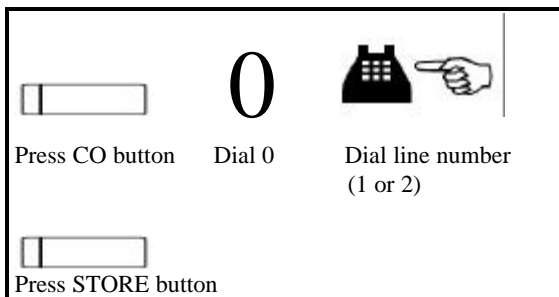 0
Press CO button Dial 0 Dial line number
(1 or 2)
Press STORE button